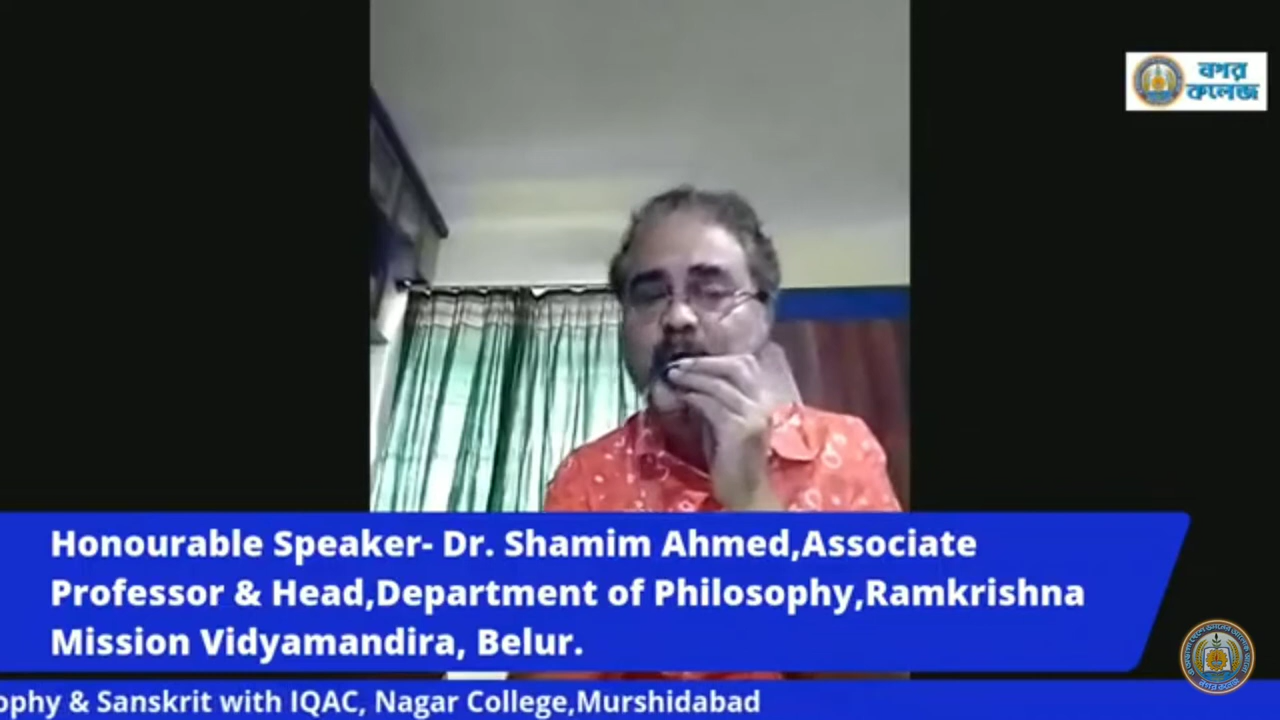 নগর
কলেজ
Honourable Speaker- Dr. Shamim Ahmed,Associate
Professor & Head,Department of Philosophy,Ramkrishna
Mission Vidyamandira, Belur.
ophy & Sanskrit with IQAC, Nagar College,Murshidabad